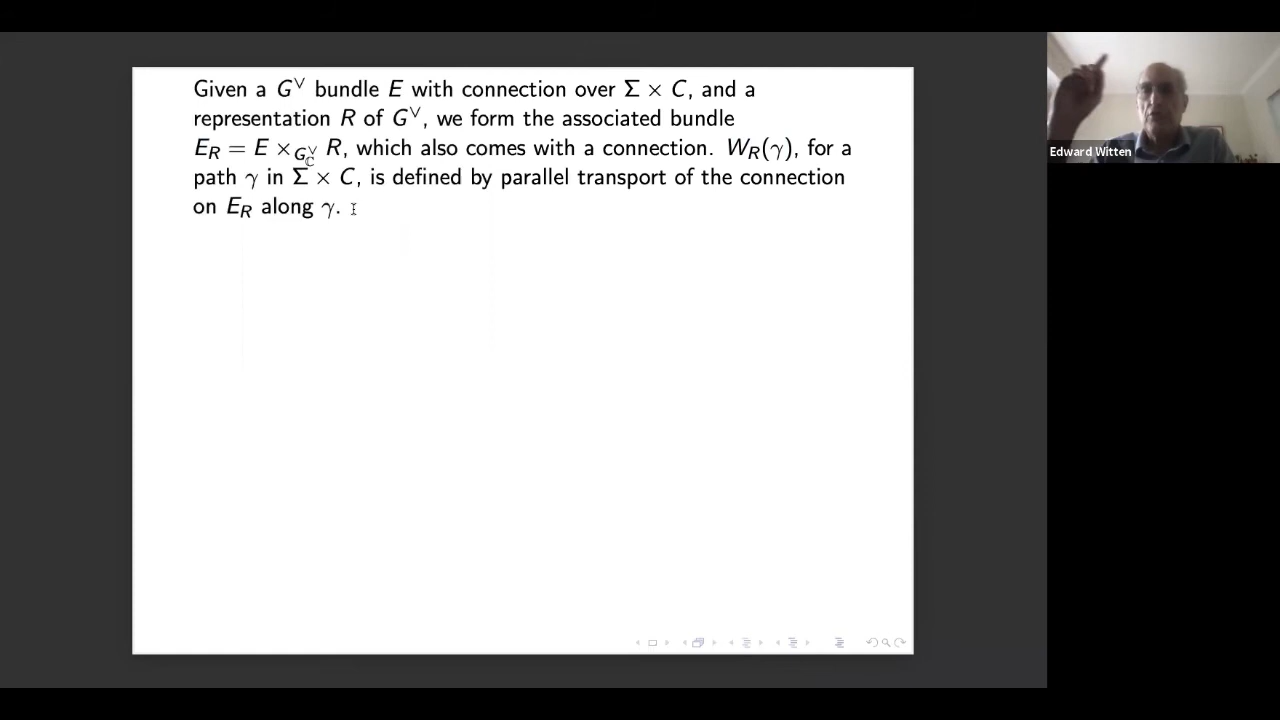 Given a G^∨ bundle E with connection over Σ × C, and a
representation R of G^∨, we form the associated bundle
E_R = E ×_{G^∨_ℂ} R, which also comes with a connection. W_R(γ), for a
path γ in Σ × C, is defined by parallel transport of the connection
on E_R along γ.
Edward Witten